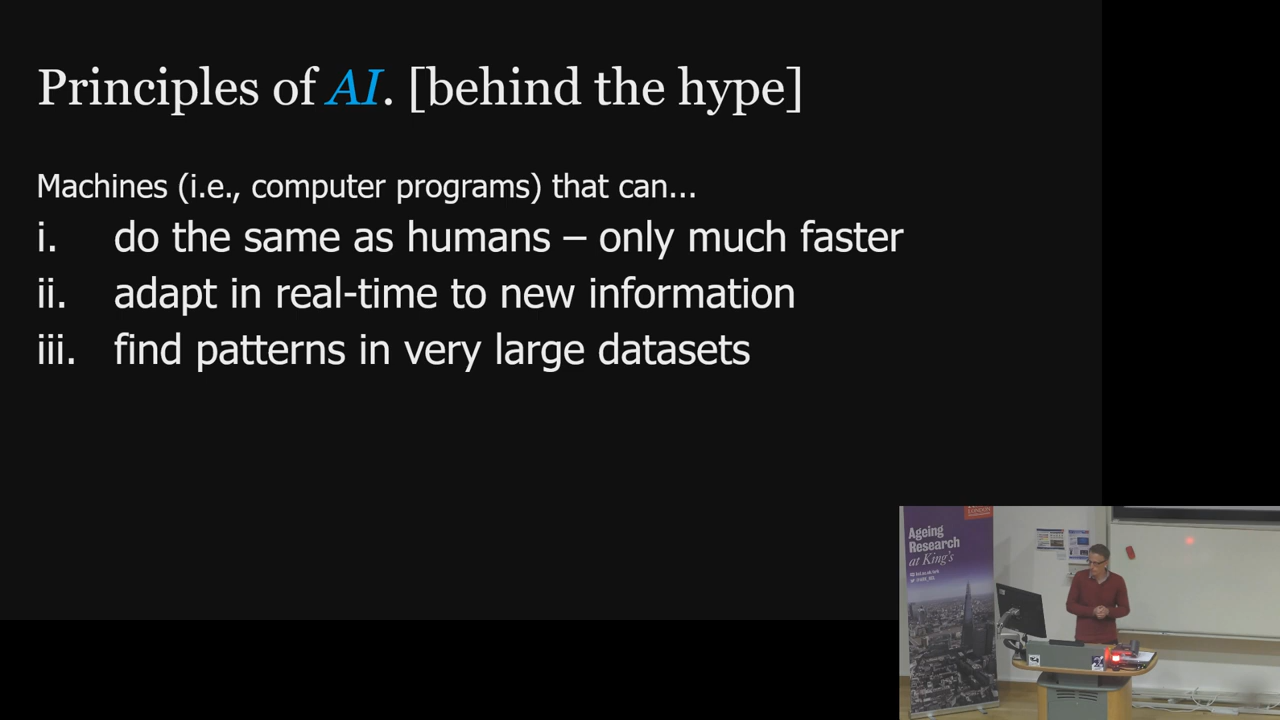 Principles of AI. [behind the hype]
Machines (i.e., computer programs) that can...
i. do the same as humans – only much faster
ii. adapt in real-time to new information
iii. find patterns in very large datasets
LONDON
Ageing
Research
at King's